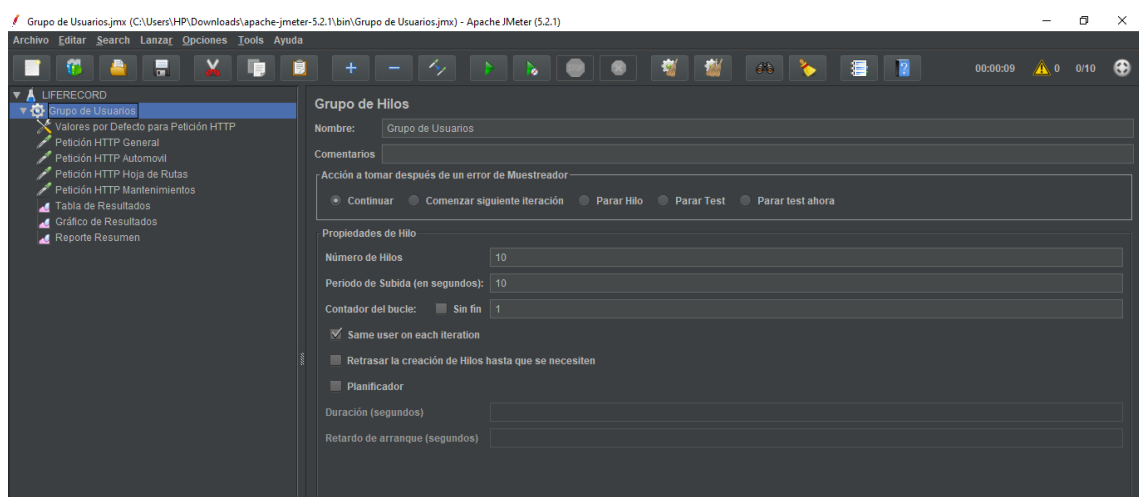 Grupo de Usuarios.jmx (C:\Users\HP\Downloads\apache-jmeter-5.2.1\bin\Grupo de Usuarios.jmx) - Apache JMeter (5.2.1)
Archivo Editar Search Lanzar Opciones Tools Ayuda
00:00:09 0 0/10
LIFERECORD
Grupo de Usuarios
Valores por Defecto para Petición HTTP
Petición HTTP General
Petición HTTP Automovil
Petición HTTP Hoja de Rutas
Petición HTTP Mantenimientos
Tabla de Resultados
Gráfico de Resultados
Reporte Resumen
Grupo de Hilos
Nombre: Grupo de Usuarios
Comentarios
Acción a tomar después de un error de Muestreador
Continuar Comenzar siguiente iteración Parar Hilo Parar Test Parar test ahora
Propiedades de Hilo
Número de Hilos 10
Periodo de Subida (en segundos): 10
Contador del bucle: Sin fin 1
Same user on each iteration
Retrasar la creación de Hilos hasta que se necesiten
Planificador
Duración (segundos)
Retardo de arranque (segundos)